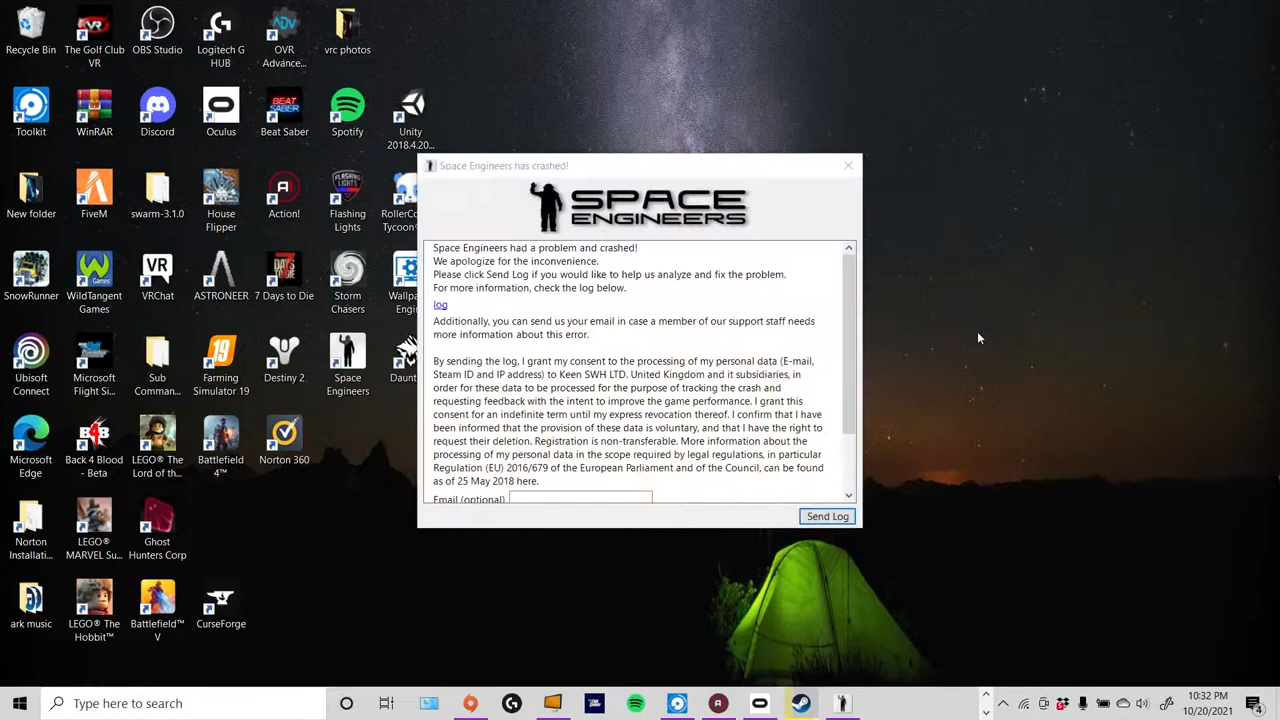 Recycle Bin
The Golf Club
VR
OBS Studio
Logitech G
HUB
OVR
Advance...
vrc photos
Toolkit
WinRAR
Discord
Oculus
Beat Saber
Spotify
Unity
2018.4.20...
New folder
FiveM
swarm-3.1.0
House
Flipper
Action!
Flashing
Lights
RollerCo
Tycoon
SnowRunner
WildTangent
Games
VRChat
ASTRONEER
7 Days to Die
Storm
Chasers
Wallpa
Engin
Ubisoft
Connect
Microsoft
Flight Si...
Sub
Comman...
Farming
Simulator 19
Destiny 2
Space
Engineers
Daunt
Microsoft
Edge
Back 4 Blood
- Beta
LEGO® The
Lord of th...
Battlefield
4™
Norton 360
Norton
Installati...
LEGO®
MARVEL Su...
Ghost
Hunters Corp
ark music
LEGO® The
Hobbit™
Battlefield™
V
CurseForge
Space Engineers has crashed!
SPACE
ENGINEERS
Space Engineers had a problem and crashed!
We apologize for the inconvenience.
Please click Send Log if you would like to help us analyze and fix the problem.
For more information, check the log below.
log
Additionally, you can send us your email in case a member of our support staff needs
more information about this error.
By sending the log, I grant my consent to the processing of my personal data (E-mail,
Steam ID and IP address) to Keen SWH LTD. United Kingdom and it subsidiaries, in
order for these data to be processed for the purpose of tracking the crash and
requesting feedback with the intent to improve the game performance. I grant this
consent for an indefinite term until my express revocation thereof. I confirm that I have
been informed that the provision of these data is voluntary, and that I have the right to
request their deletion. Registration is non-transferable. More information about the
processing of my personal data in the scope required by legal regulations, in particular
Regulation (EU) 2016/679 of the European Parliament and of the Council, can be found
as of 25 May 2018 here.
Email (optional)
Send Log
Type here to search
10:32 PM
10/20/2021
4